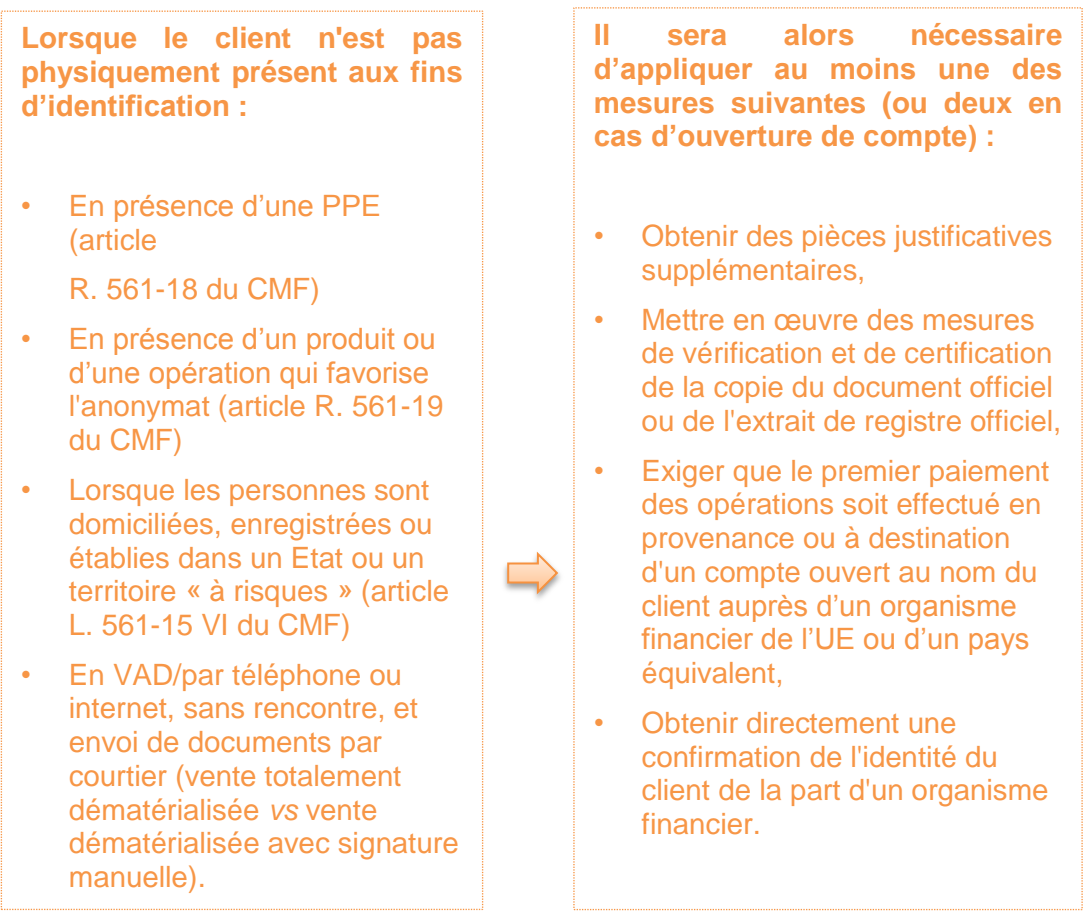 Lorsque le client n'est pas
physiquement présent aux fins
d’identification :
• En présence d’une PPE
(article
R. 561-18 du CMF)
• En présence d’un produit ou
d’une opération qui favorise
l'anonymat (article R. 561-19
du CMF)
• Lorsque les personnes sont
domiciliées, enregistrées ou
établies dans un Etat ou un
territoire « à risques » (article
L. 561-15 VI du CMF)
• En VAD/par téléphone ou
internet, sans rencontre, et
envoi de documents par
courtier (vente totalement
dématérialisée vs vente
dématérialisée avec signature
manuelle).
Il sera alors nécessaire
d’appliquer au moins une des
mesures suivantes (ou deux en
cas d’ouverture de compte) :
• Obtenir des pièces justificatives
supplémentaires,
• Mettre en œuvre des mesures
de vérification et de certification
de la copie du document officiel
ou de l'extrait de registre officiel,
• Exiger que le premier paiement
des opérations soit effectué en
provenance ou à destination
d'un compte ouvert au nom du
client auprès d’un organisme
financier de l’UE ou d’un pays
équivalent,
• Obtenir directement une
confirmation de l'identité du
client de la part d'un organisme
financier.